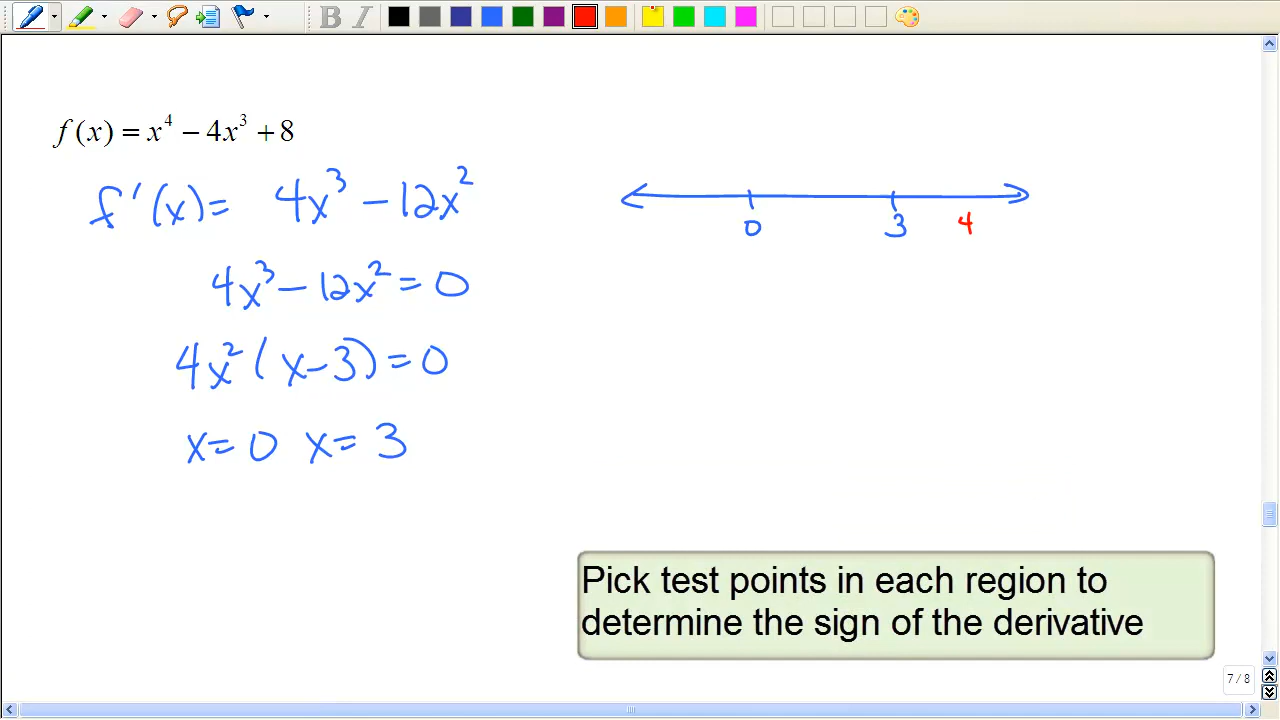 B I
f(x) = x⁴ − 4x³ + 8
f'(x) = 4x³ − 12x²
0 3 4
4x³ − 12x² = 0
4x²(x−3) = 0
x = 0 x = 3
Pick test points in each region to
determine the sign of the derivative
7/8